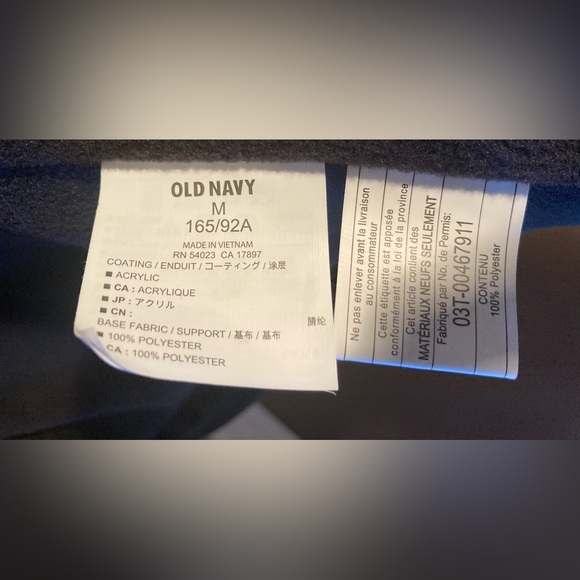 OLD NAVY
M
165/92A
MADE IN VIETNAM
RN 54023 CA 17897
COATING / ENDUIT / コーティング / 涂层
■ ACRYLIC
■ CA : ACRYLIQUE
■ JP : アクリル
■ CN :
腈纶
BASE FABRIC / SUPPORT / 基布 / 基布
■ 100% POLYESTER
CA : 100% POLYESTER
Ne pas enlever avant la livraison
au consommateur
Cet étiquette est apposée
conformément à la loi de la province
Cet article contient des
MATÉRIAUX NEUFS SEULEMENT
Fabriqué par No. de Permis:
03T-00467911
CONTENU
100% Polyester